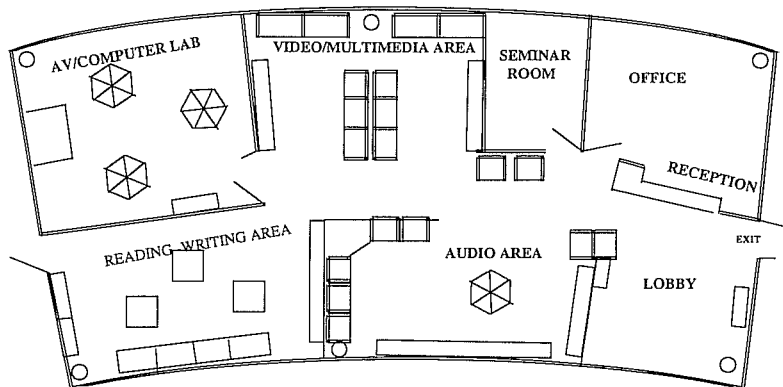 AV/COMPUTER LAB
VIDEO/MULTIMEDIA AREA
SEMINAR
ROOM
OFFICE
RECEPTION
READING WRITING AREA
AUDIO AREA
EXIT
LOBBY